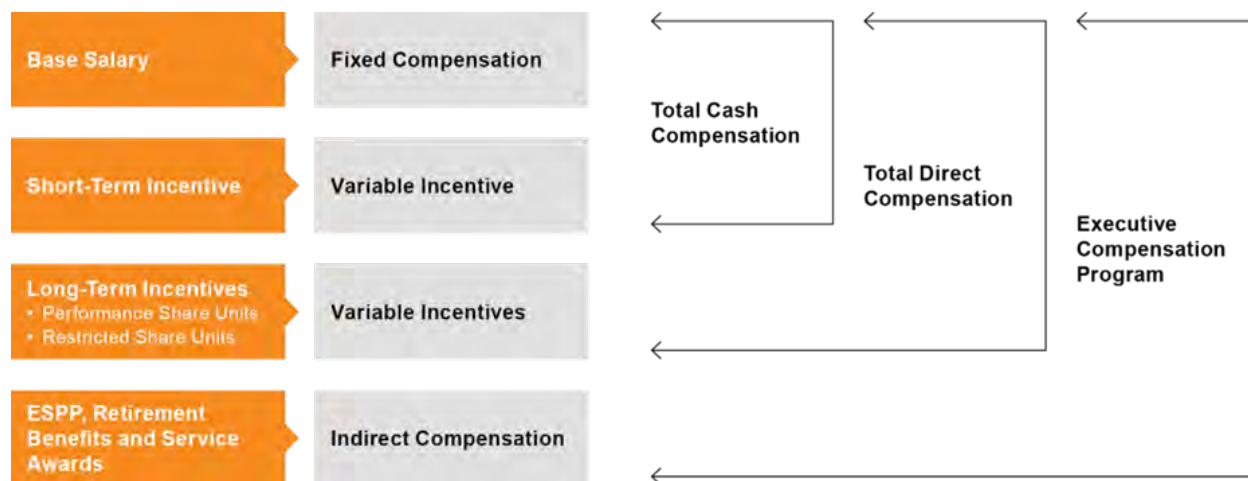 Base Salary
Fixed Compensation
Short-Term Incentive
Variable Incentive
Long-Term Incentives
• Performance Share Units
• Restricted Share Units
Variable Incentives
ESPP, Retirement
Benefits and Service
Awards
Indirect Compensation
Total Cash
Compensation
Total Direct
Compensation
Executive
Compensation
Program